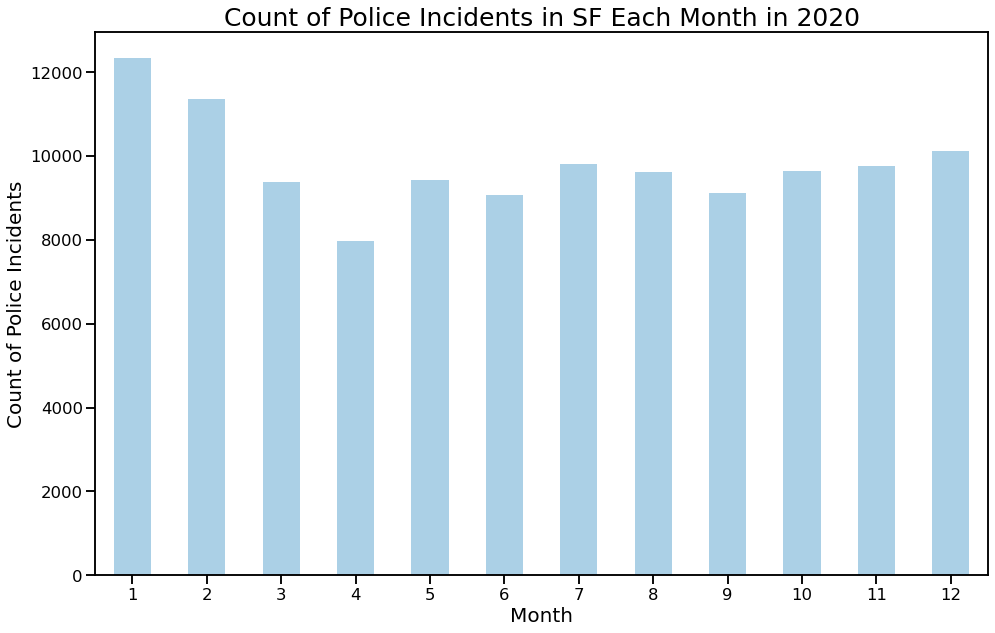 Count of Police Incidents in SF Each Month in 2020
Count of Police Incidents
12000
10000
8000
6000
4000
2000
0
1 2 3 4 5 6 7 8 9 10 11 12
Month